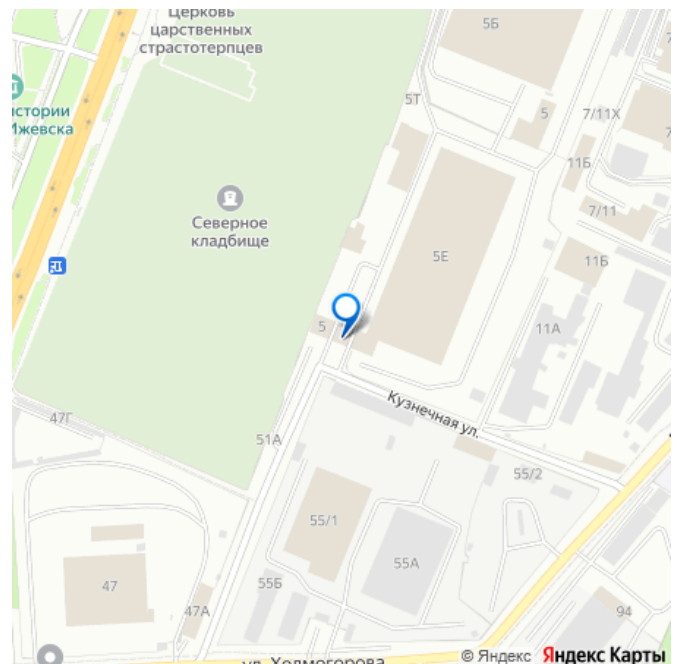 Церковь
царственных
страстотерпцев
5Б
истории
Ижевска
5Т
5
7/11Х
11Б
7/11
Северное
кладбище
5Е
11Б
5
11А
Кузнечная ул.
47Г
51А
55/2
55/1
55А
55Б
47
47А
94
ул. Холмогорова
© Яндекс Яндекс Карты